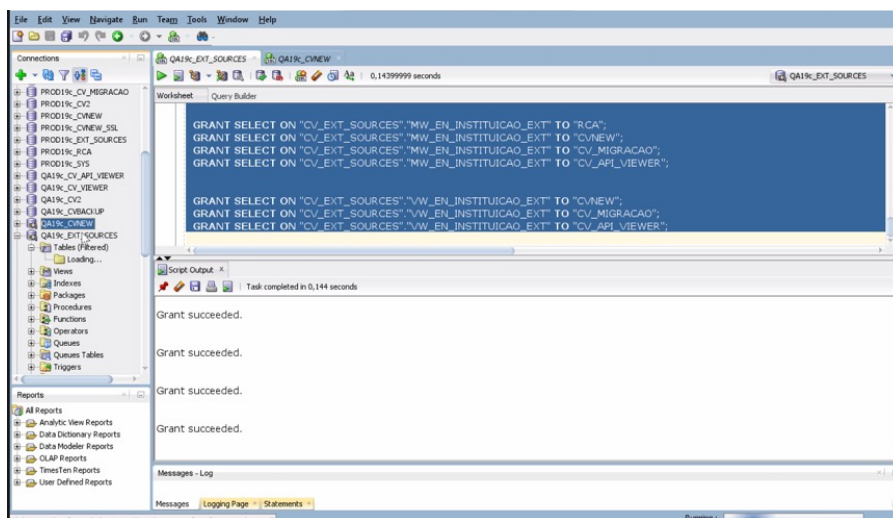 File Edit View Navigate Run Team Tools Window Help
Connections
QA19c_EXT_SOURCES
QA19c_CVNEW
0,14399999 seconds
QA19c_EXT_SOURCES
Worksheet Query Builder
PROD19c_CV_MIGRACAO
PROD19c_CV2
PROD19c_CVNEW
PROD19c_CVNEW_SSL
PROD19c_EXT_SOURCES
PROD19c_RCA
PROD19c_SYS
QA19c_CV_API_VIEWER
QA19c_CV_VIEWER
QA19c_CV2
QA19c_CVBACKUP
QA19c_CVNEW
QA19c_EXT_SOURCES
Tables (Filtered)
Loading...
Views
Indexes
Packages
Procedures
Functions
Operators
Queues
Queues Tables
Triggers
GRANT SELECT ON "CV_EXT_SOURCES"."MW_EN_INSTITUICAO_EXT" TO "RCA";
GRANT SELECT ON "CV_EXT_SOURCES"."MW_EN_INSTITUICAO_EXT" TO "CVNEW";
GRANT SELECT ON "CV_EXT_SOURCES"."MW_EN_INSTITUICAO_EXT" TO "CV_MIGRACAO";
GRANT SELECT ON "CV_EXT_SOURCES"."MW_EN_INSTITUICAO_EXT" TO "CV_API_VIEWER";
GRANT SELECT ON "CV_EXT_SOURCES"."VW_EN_INSTITUICAO_EXT" TO "CVNEW";
GRANT SELECT ON "CV_EXT_SOURCES"."VW_EN_INSTITUICAO_EXT" TO "CV_MIGRACAO";
GRANT SELECT ON "CV_EXT_SOURCES"."VW_EN_INSTITUICAO_EXT" TO "CV_API_VIEWER";
Script Output
Task completed in 0,144 seconds
Grant succeeded.
Grant succeeded.
Grant succeeded.
Grant succeeded.
Reports
All Reports
Analytic View Reports
Data Dictionary Reports
Data Modeler Reports
OLAP Reports
TimesTen Reports
User Defined Reports
Messages - Log
Messages Logging Page Statements